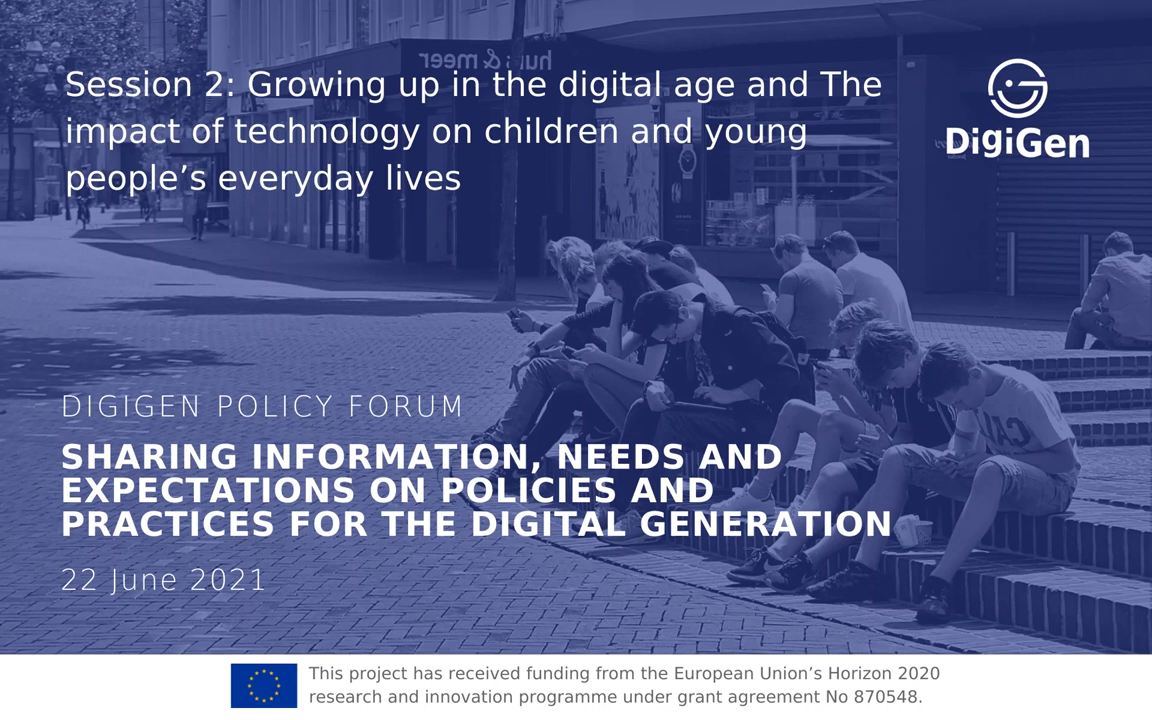 Session 2: Growing up in the digital age and The
impact of technology on children and young
people’s everyday lives
DigiGen
DIGIGEN POLICY FORUM
SHARING INFORMATION, NEEDS AND
EXPECTATIONS ON POLICIES AND
PRACTICES FOR THE DIGITAL GENERATION
22 June 2021
This project has received funding from the European Union’s Horizon 2020
research and innovation programme under grant agreement No 870548.